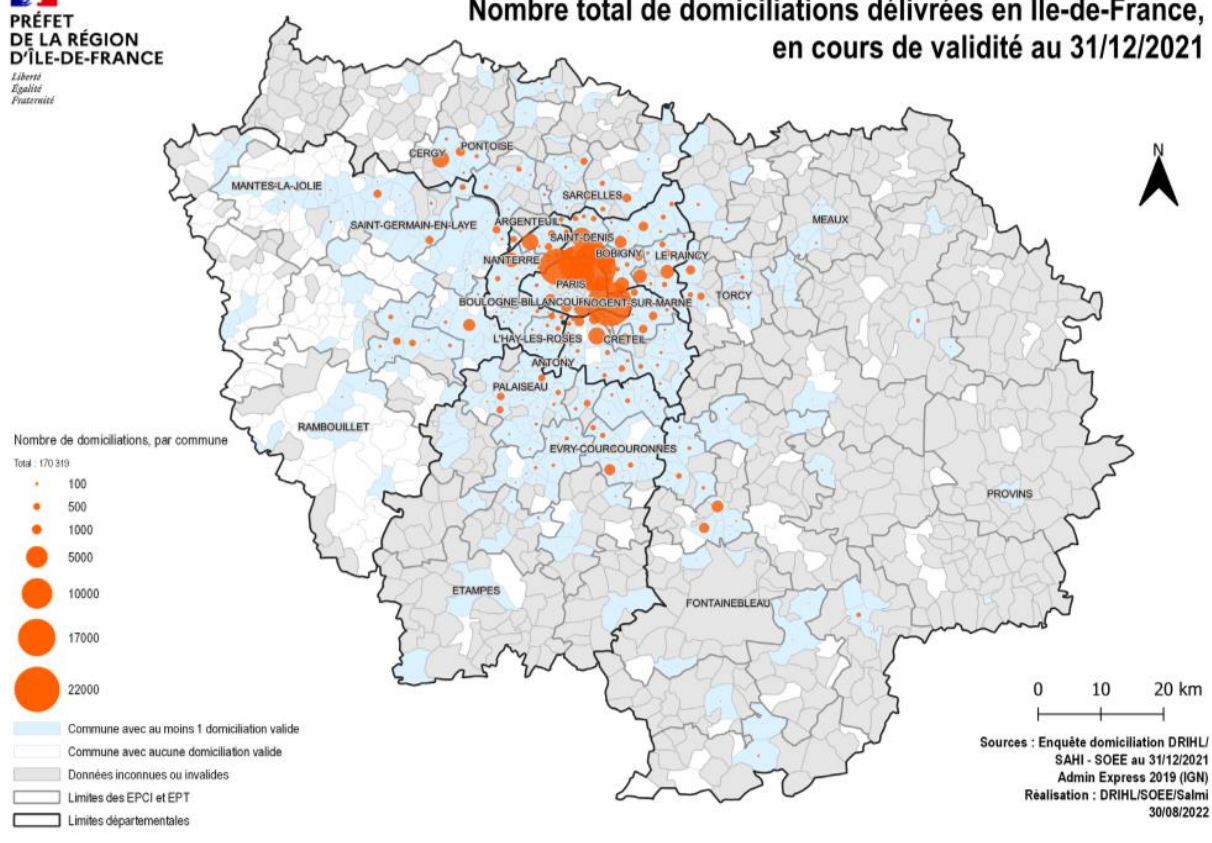 PRÉFET
DE LA RÉGION
D'ÎLE-DE-FRANCE
Liberté
Égalité
Fraternité
Nombre total de domiciliations délivrées en Ile-de-France,
en cours de validité au 31/12/2021
N
CERGY
PONTOISE
MANTES-LA-JOLIE
SARCELLES
SAINT-GERMAIN-EN-LAYE
ARGENTEUIL
MEAUX
SAINT-DENIS
NANTERRE
BOBIGNY
LE RAINCY
PARIS
TORCY
BOULOGNE-BILLANCOUR
NOGENT-SUR-MARNE
L'HAY-LES-ROSES
CRETEIL
ANTONY
PALAISEAU
RAMBOUILLET
EVRY-COURCOURONNES
PROVINS
ETAMPES
FONTAINEBLEAU
Nombre de domiciliations, par commune
Total : 170 319
100
500
1000
5000
10000
17000
22000
Commune avec au moins 1 domiciliation valide
Commune avec aucune domiciliation valide
Données inconnues ou invalides
Limites des EPCI et EPT
Limites départementales
0 10 20 km
Sources : Enquête domiciliation DRIHL/
SAHI - SOEE au 31/12/2021
Admin Express 2019 (IGN)
Réalisation : DRIHL/SOEE/Salmi
30/08/2022